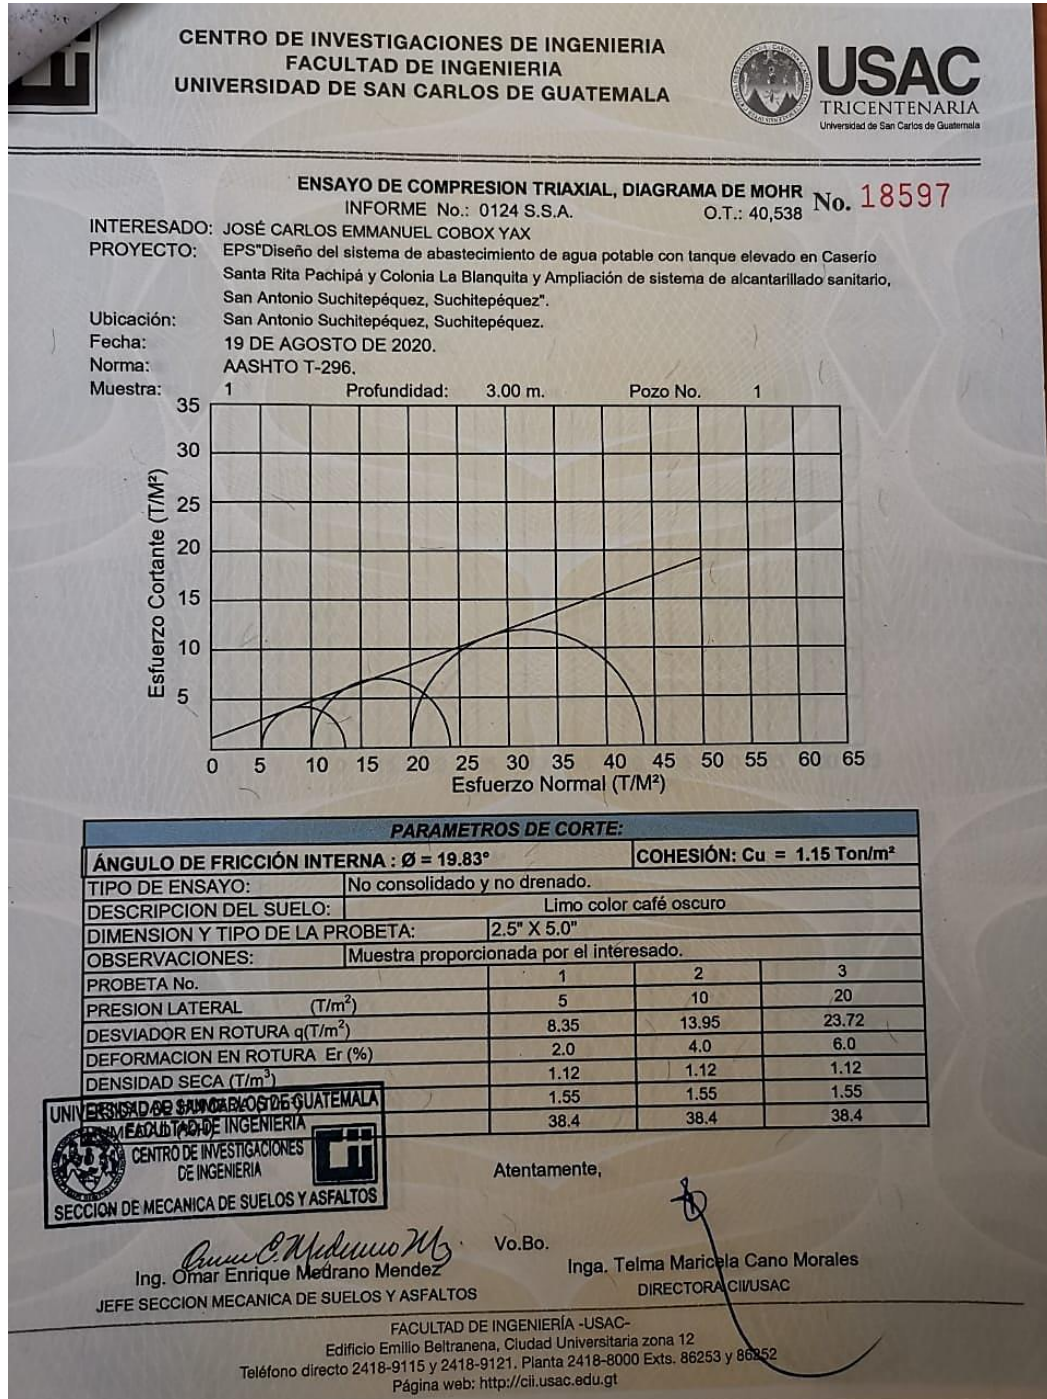 CENTRO DE INVESTIGACIONES DE INGENIERIA
FACULTAD DE INGENIERIA
UNIVERSIDAD DE SAN CARLOS DE GUATEMALA
USAC
TRICENTENARIA
Universidad de San Carlos de Guatemala
ENSAYO DE COMPRESION TRIAXIAL, DIAGRAMA DE MOHR No. 18597
INFORME No.: 0124 S.S.A. O.T.: 40,538
INTERESADO: JOSÉ CARLOS EMMANUEL COBOX YAX
PROYECTO: EPS"Diseño del sistema de abastecimiento de agua potable con tanque elevado en Caserío
Santa Rita Pachipá y Colonia La Blanquita y Ampliación de sistema de alcantarillado sanitario,
San Antonio Suchitepéquez, Suchitepéquez".
Ubicación: San Antonio Suchitepéquez, Suchitepéquez.
Fecha: 19 DE AGOSTO DE 2020.
Norma: AASHTO T-296.
Muestra: 1 Profundidad: 3.00 m. Pozo No. 1
35
30
25
20
15
10
5
Esfuerzo Cortante (T/M²)
0 5 10 15 20 25 30 35 40 45 50 55 60 65
Esfuerzo Normal (T/M²)
PARAMETROS DE CORTE:
ÁNGULO DE FRICCIÓN INTERNA : Ø = 19.83° COHESIÓN: Cu = 1.15 Ton/m²
TIPO DE ENSAYO: No consolidado y no drenado.
DESCRIPCION DEL SUELO: Limo color café oscuro
DIMENSION Y TIPO DE LA PROBETA: 2.5" X 5.0"
OBSERVACIONES: Muestra proporcionada por el interesado.
PROBETA No. 1 2 3
PRESION LATERAL (T/m²) 5 10 20
DESVIADOR EN ROTURA q(T/m²) 8.35 13.95 23.72
DEFORMACION EN ROTURA Er (%) 2.0 4.0 6.0
DENSIDAD SECA (T/m³) 1.12 1.12 1.12
1.55 1.55 1.55
38.4 38.4 38.4
UNIVERSIDAD DE SAN CARLOS DE GUATEMALA
FACULTAD DE INGENIERIA
CENTRO DE INVESTIGACIONES
DE INGENIERIA
SECCION DE MECANICA DE SUELOS Y ASFALTOS
Atentamente,
Vo.Bo.
Ing. Omar Enrique Medrano Mendez
JEFE SECCION MECANICA DE SUELOS Y ASFALTOS
Inga. Telma Maricela Cano Morales
DIRECTORA CII/USAC
FACULTAD DE INGENIERÍA -USAC-
Edificio Emilio Beltranena, Ciudad Universitaria zona 12
Teléfono directo 2418-9115 y 2418-9121. Planta 2418-8000 Exts. 86253 y 86252
Página web: http://cii.usac.edu.gt